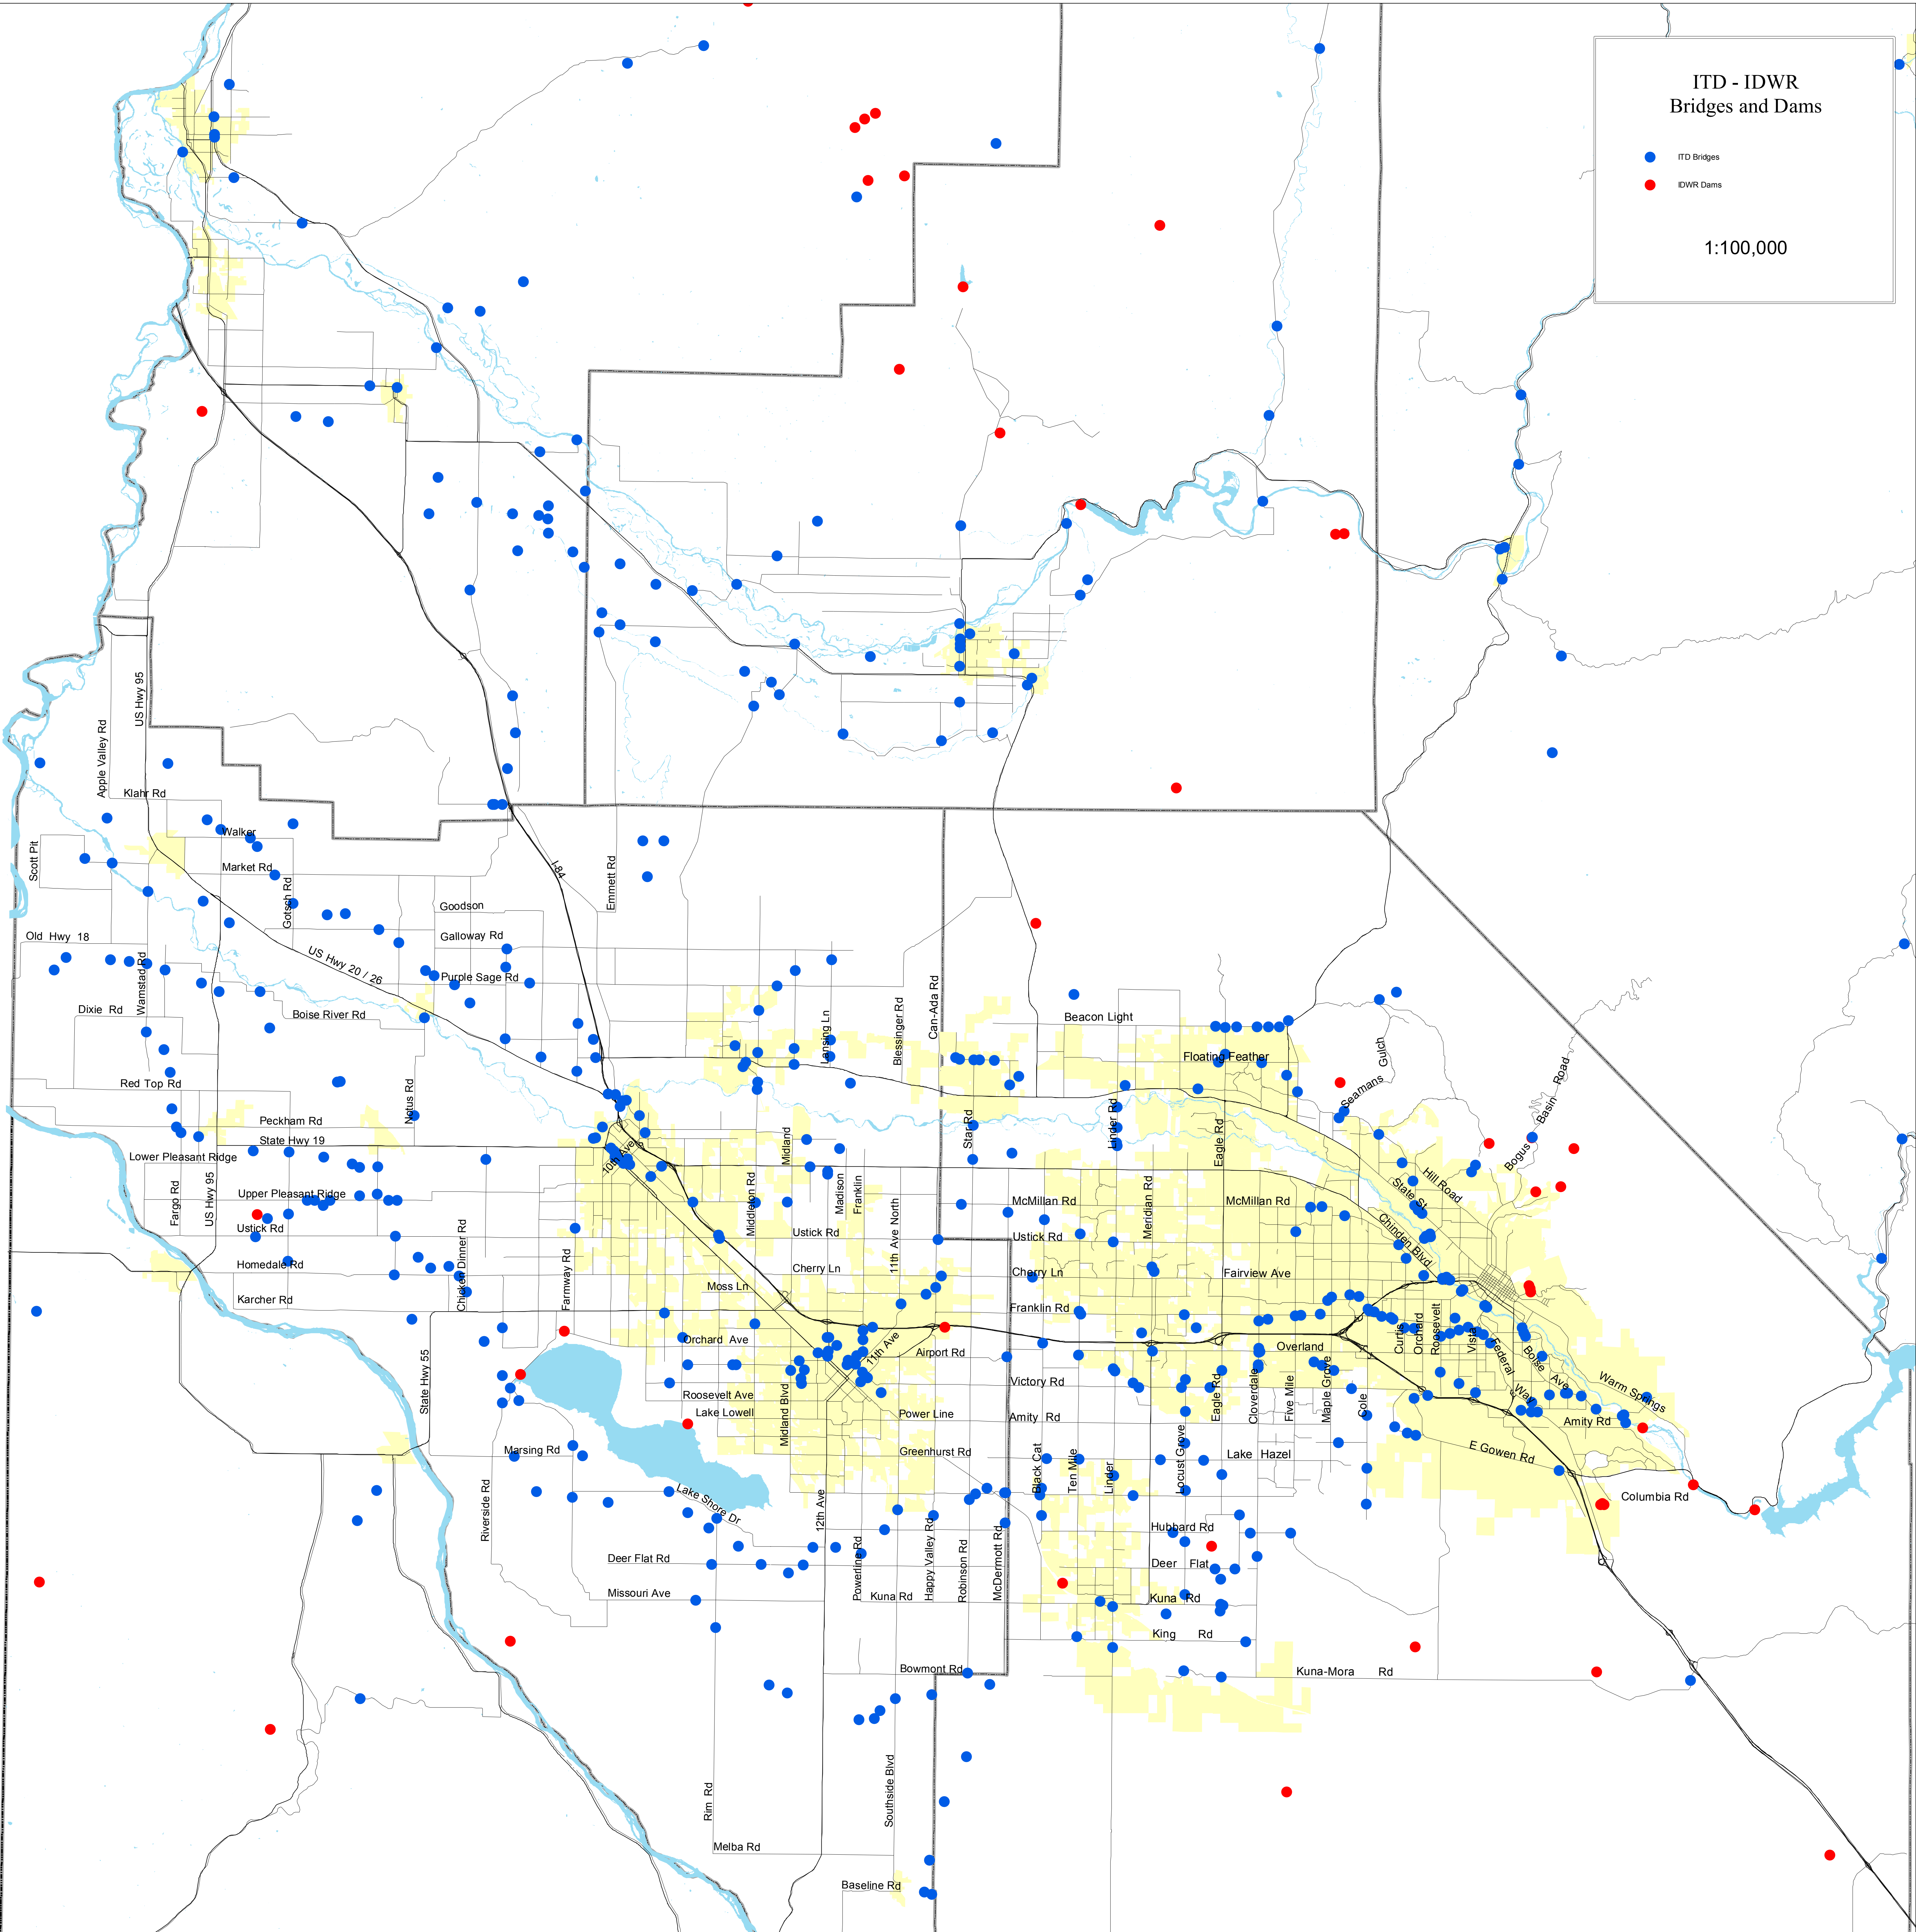 ITD - IDWR
Bridges and Dams
ITD Bridges
IDWR Dams
1:100,000
US Hwy 95
Apple Valley Rd
Klahr Rd
Walker
Scott Pit
Market Rd
I-84
Emmett Rd
Gotsch Rd
Goodson
Old Hwy 18
Galloway Rd
US Hwy 20 / 26
Wamstad Rd
Purple Sage Rd
Can-Ada Rd
Dixie Rd
Boise River Rd
Lansing Ln
Blessinger Rd
Beacon Light
Floating Feather
Seamans Gulch
Bogus Basin Road
Red Top Rd
Notus Rd
Peckham Rd
State Hwy 19
Lower Pleasant Ridge
10th Ave
Midland
Star Rd
Linder Rd
Eagle Rd
Hill Road
State St
Upper Pleasant Ridge
Fargo Rd
US Hwy 95
Middleton Rd
Madison
Franklin
McMillan Rd
McMillan Rd
Meridian Rd
Chinden Blvd
Ustick Rd
Ustick Rd
Ustick Rd
11th Ave North
Chicken Dinner Rd
Farmway Rd
Homedale Rd
Cherry Ln
Cherry Ln
Fairview Ave
Moss Ln
Karcher Rd
Franklin Rd
Orchard Ave
11th Ave
Airport Rd
Overland
Curtis
Orchard
Roosevelt
Vista
Federal Way
Boise Ave
Warm Springs
State Hwy 55
Roosevelt Ave
Victory Rd
Eagle Rd
Cloverdale
Five Mile
Maple Grove
Cole
Lake Lowell
Midland Blvd
Power Line
Amity Rd
Amity Rd
Marsing Rd
Greenhurst Rd
Black Cat
Ten Mile
Linder
Locust Grove
Lake Hazel
E Gowen Rd
Columbia Rd
Riverside Rd
Lake Shore Dr
12th Ave
Hubbard Rd
Deer Flat Rd
Powerline Rd
Happy Valley Rd
Robinson Rd
McDermott Rd
Deer Flat
Missouri Ave
Kuna Rd
Kuna Rd
King Rd
Bowmont Rd
Kuna-Mora Rd
Rim Rd
Southside Blvd
Melba Rd
Baseline Rd